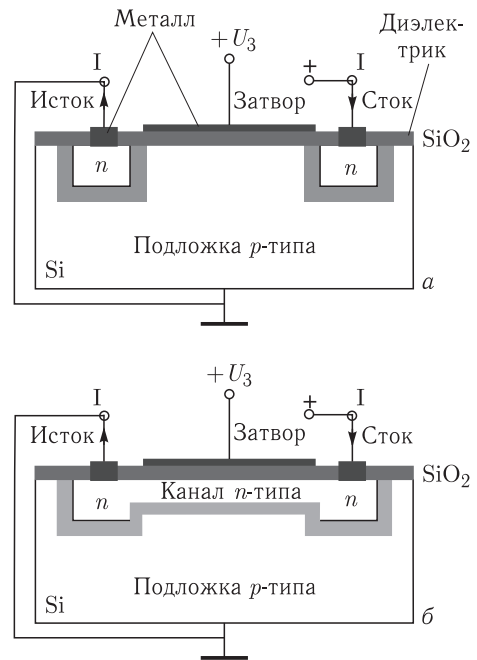 Металл
Диэлек-
трик
+ U₃
I
+
I
Исток
Затвор
Сток
SiO₂
n
n
Подложка p-типа
Si
а
+ U₃
I
+
I
Исток
Затвор
Сток
SiO₂
Канал n-типа
n
n
Подложка p-типа
Si
б